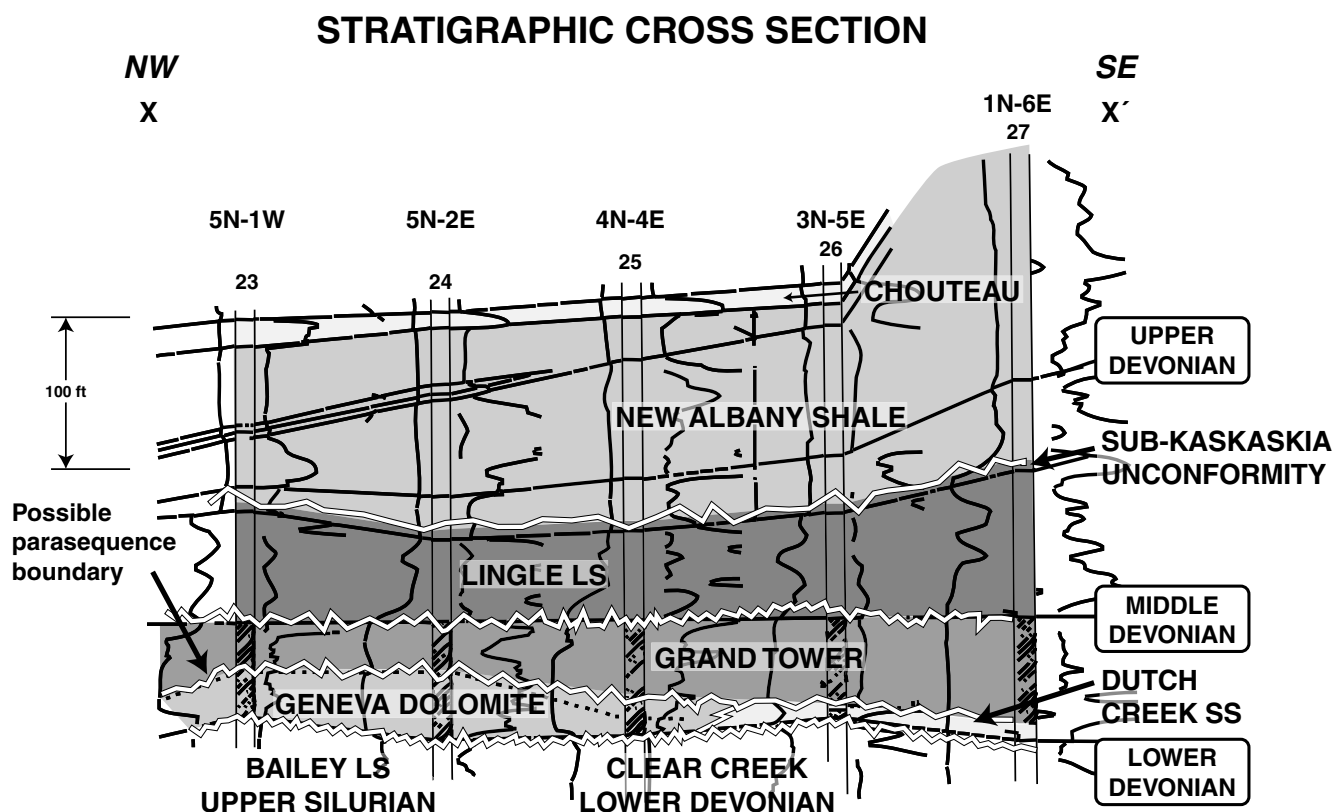 STRATIGRAPHIC CROSS SECTION
NW
SE
X
X´
1N-6E
27
5N-1W
5N-2E
4N-4E
3N-5E
23
24
25
26
CHOUTEAU
UPPER
DEVONIAN
100 ft
NEW ALBANY SHALE
SUB-KASKASKIA
UNCONFORMITY
Possible
parasequence
boundary
LINGLE LS
MIDDLE
DEVONIAN
GRAND TOWER
DUTCH
CREEK SS
GENEVA DOLOMITE
LOWER
DEVONIAN
BAILEY LS
UPPER SILURIAN
CLEAR CREEK
LOWER DEVONIAN